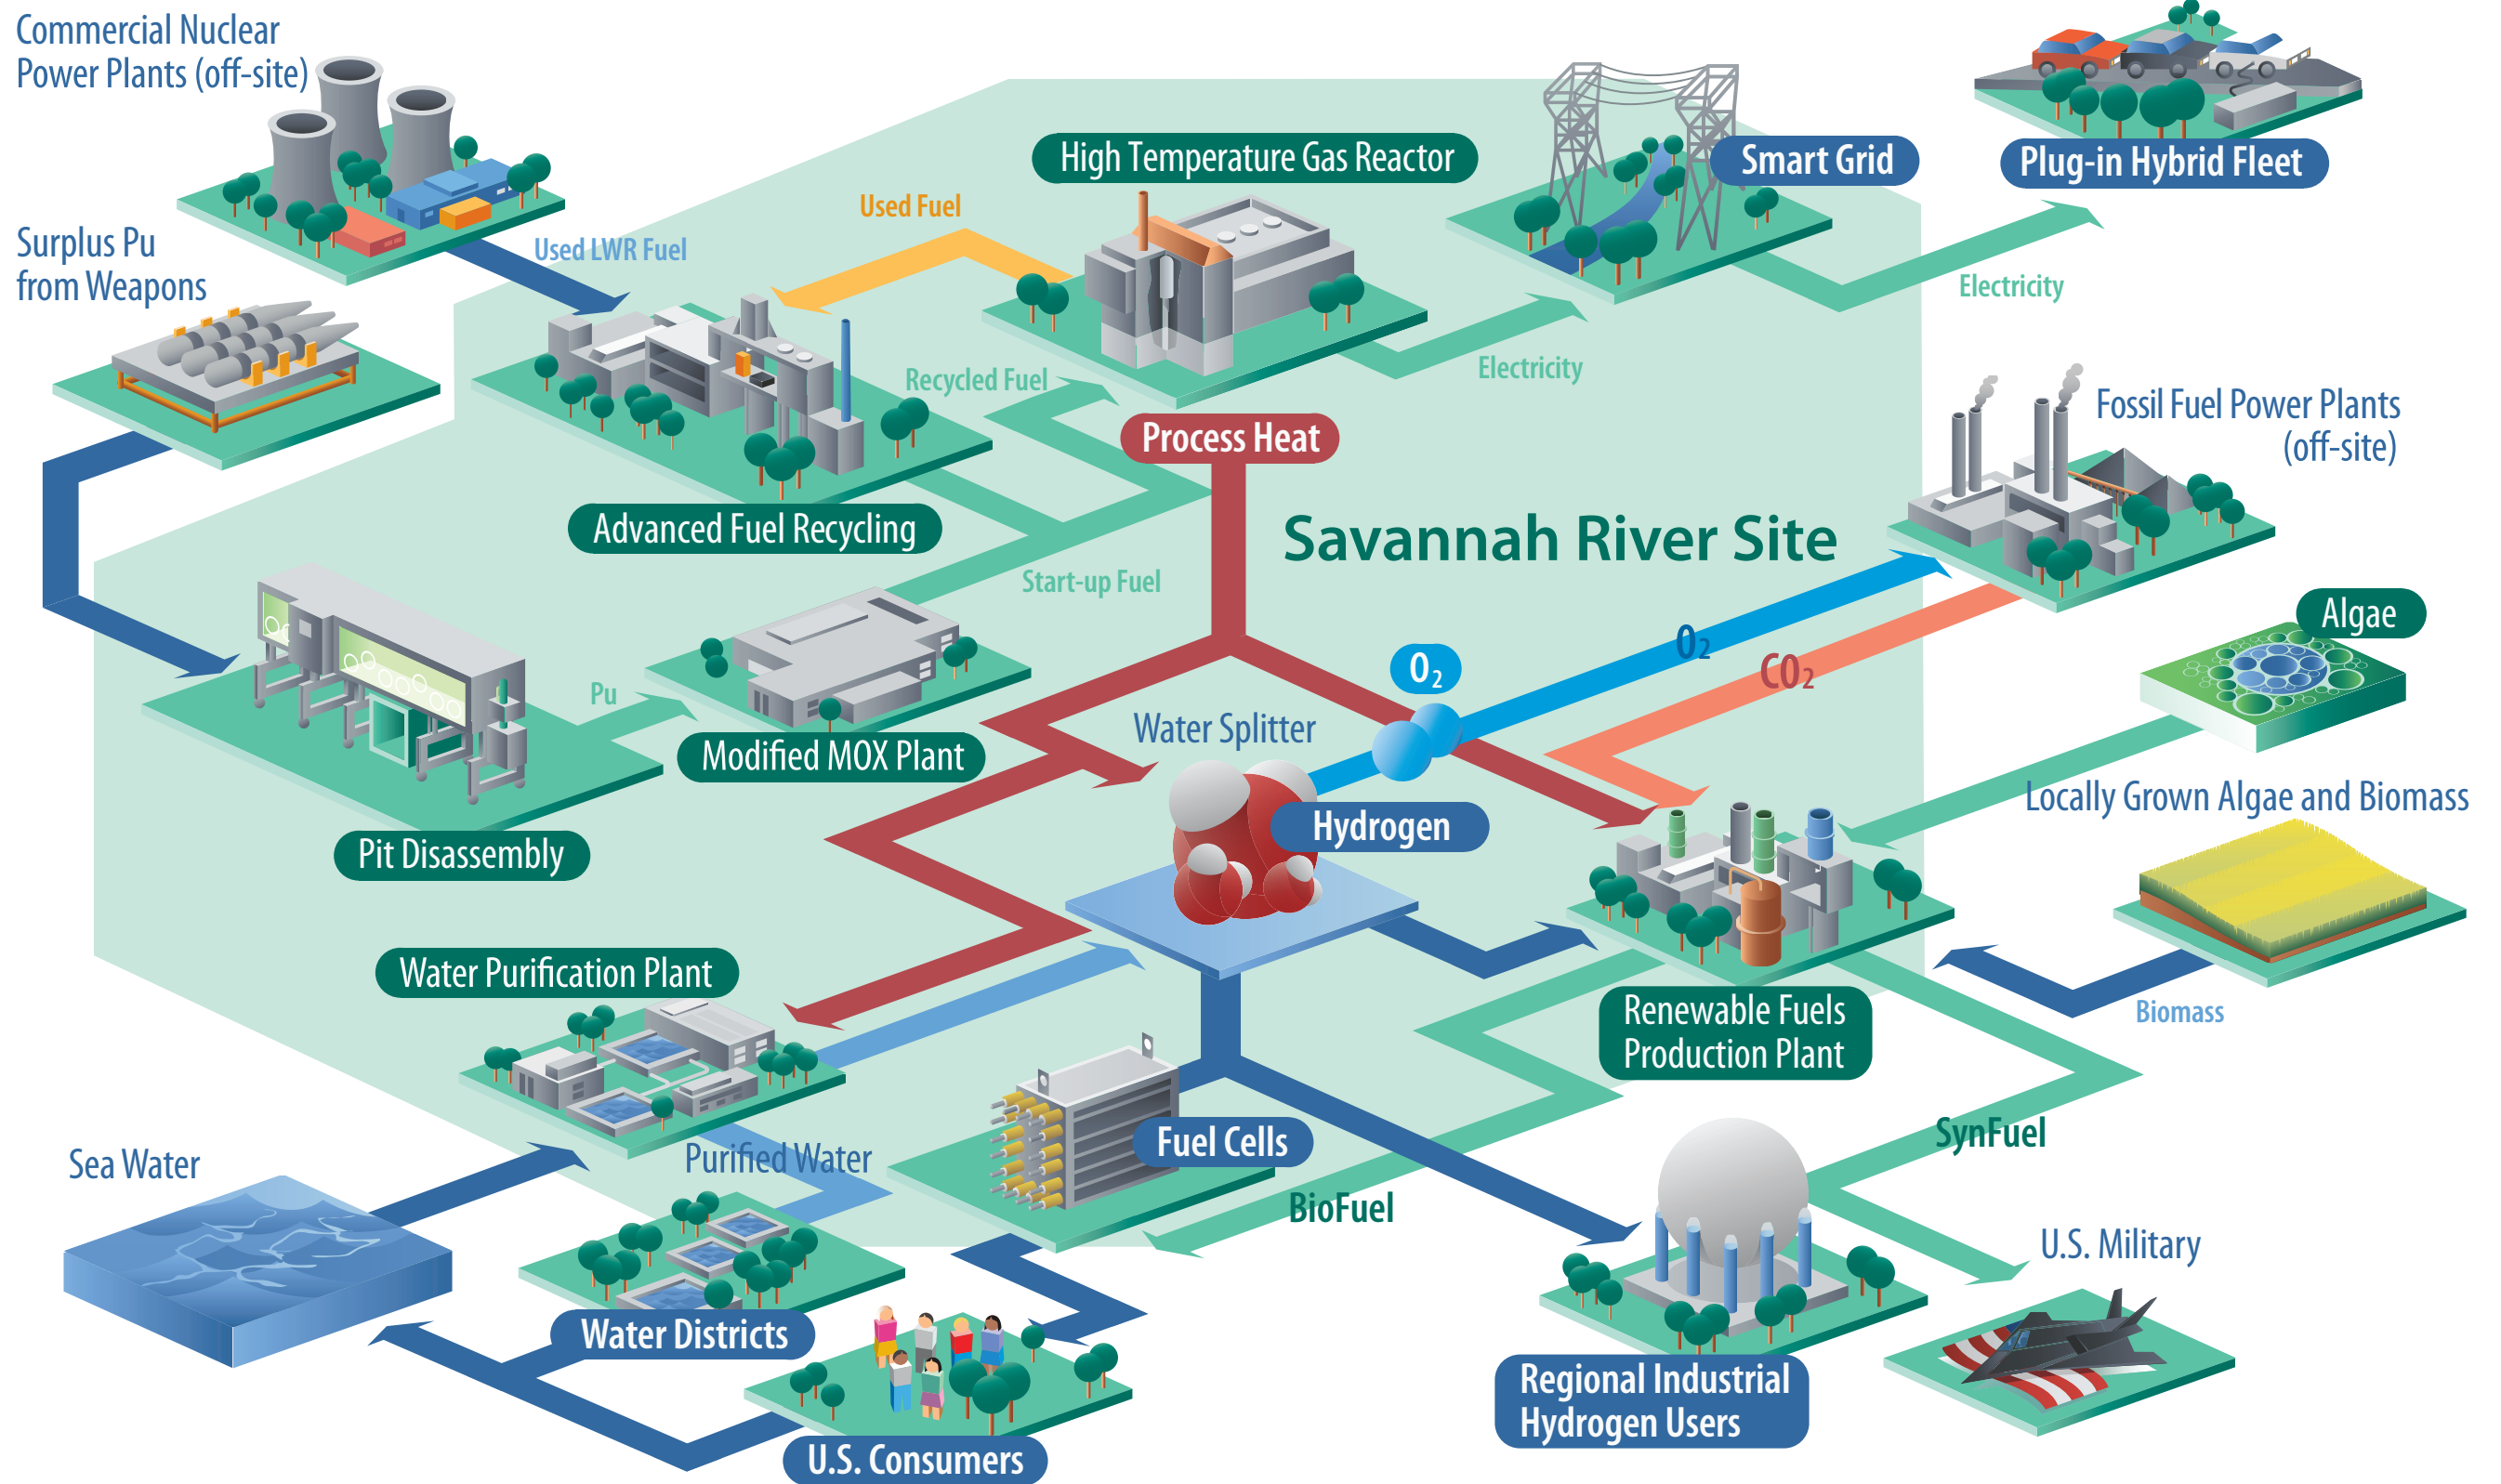 Commercial Nuclear
Power Plants (off-site)
High Temperature Gas Reactor
Smart Grid
Plug-in Hybrid Fleet
Used Fuel
Surplus Pu
from Weapons
Used LWR Fuel
Electricity
Electricity
Recycled Fuel
Process Heat
Fossil Fuel Power Plants
(off-site)
Advanced Fuel Recycling
Savannah River Site
Start-up Fuel
Algae
O₂
O₂
CO₂
Pu
Water Splitter
Modified MOX Plant
Locally Grown Algae and Biomass
Hydrogen
Pit Disassembly
Water Purification Plant
Renewable Fuels
Production Plant
Biomass
SynFuel
Fuel Cells
Purified Water
Sea Water
BioFuel
U.S. Military
Water Districts
Regional Industrial
Hydrogen Users
U.S. Consumers